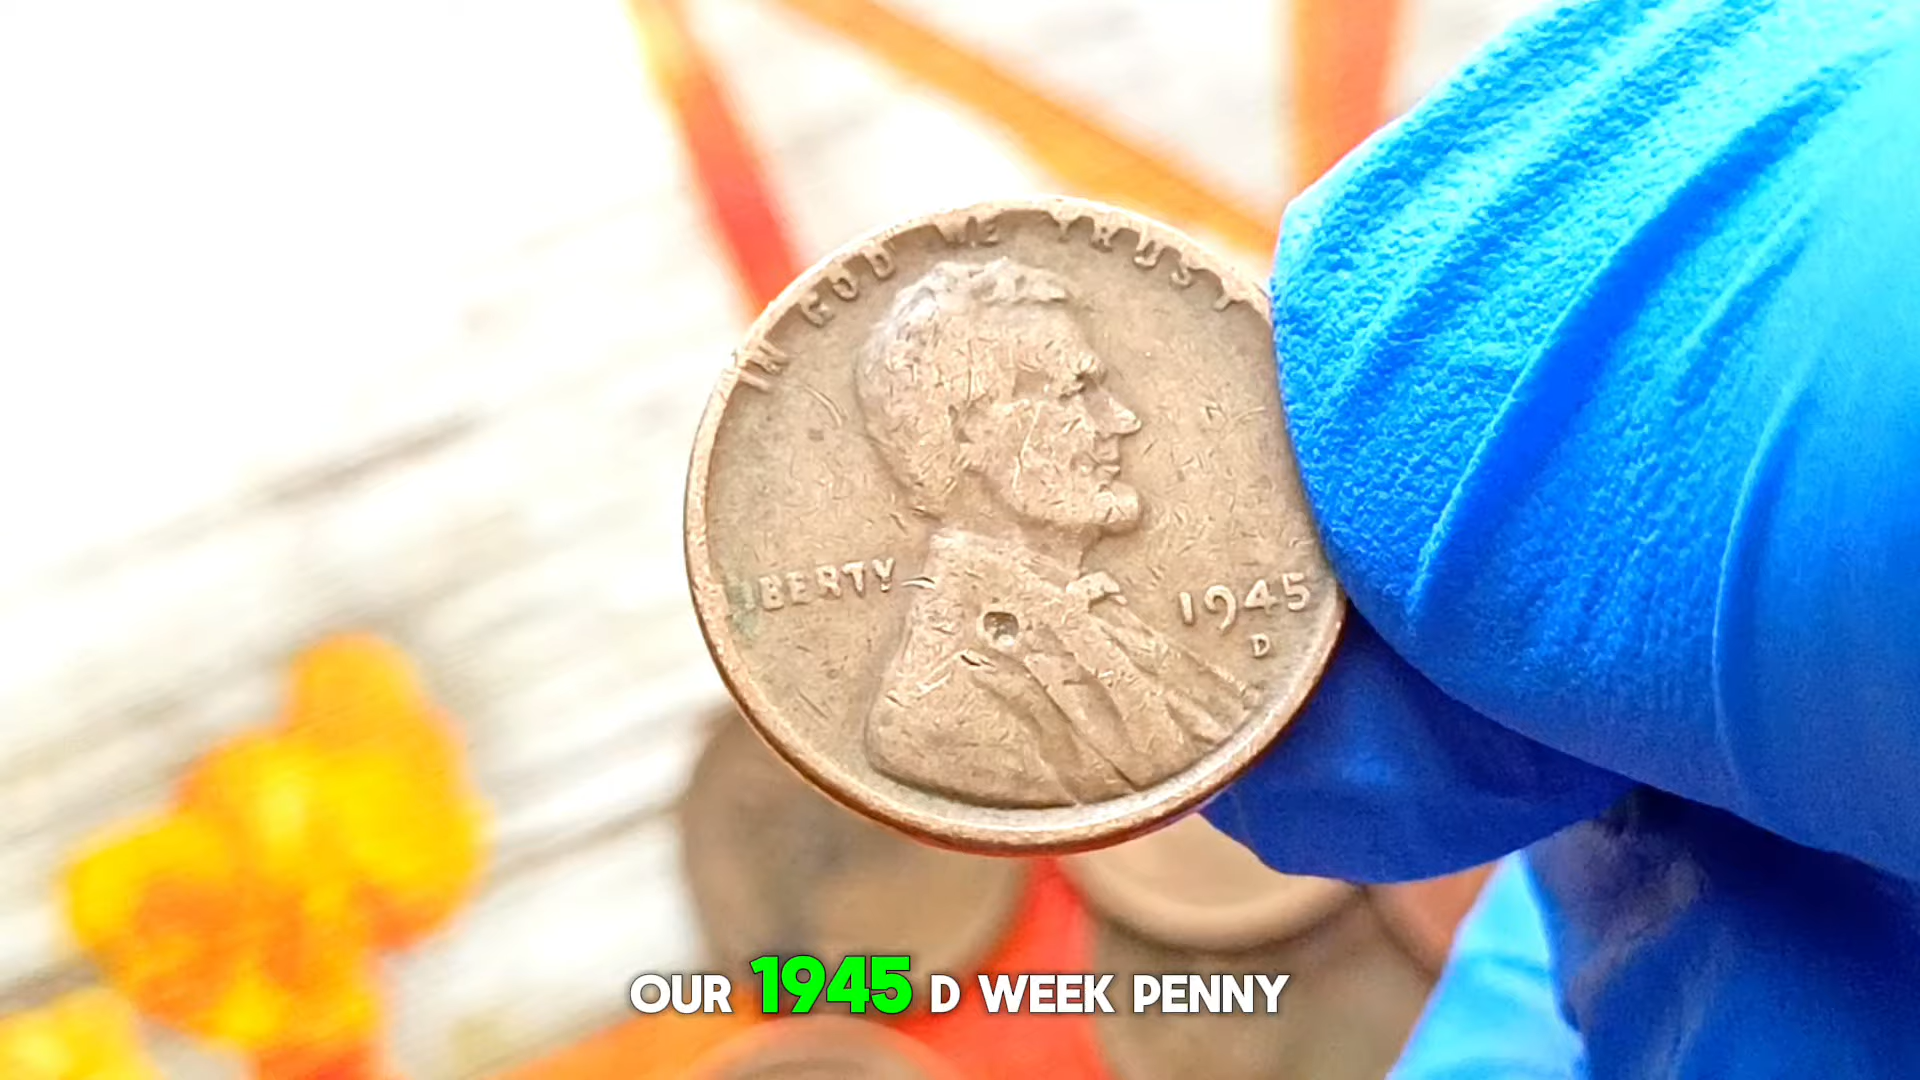 IN GOD WE TRUST
LIBERTY
1945
D
OUR 1945 D WEEK PENNY